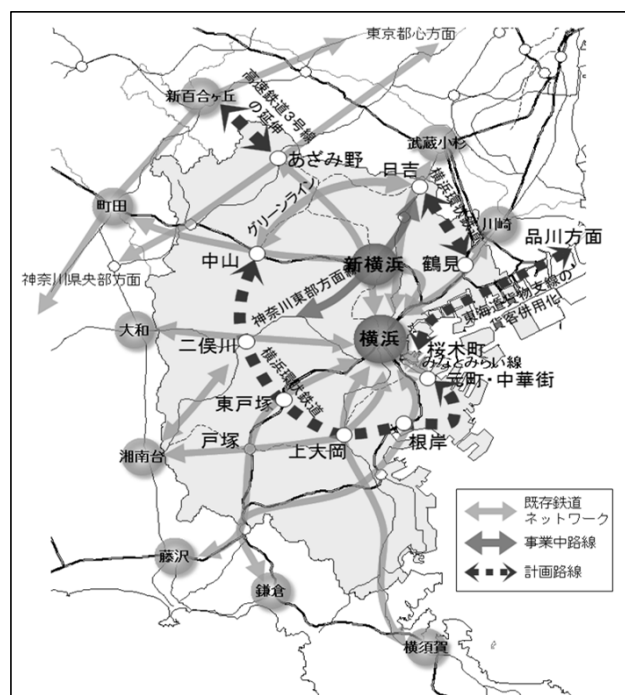 東京都心方面
新百合ヶ丘
高速鉄道3号線
の延伸
武蔵小杉
あざみ野
日吉
グリーンライン
横浜環状鉄道
町田
川崎
品川方面
中山
新横浜
鶴見
神奈川県央部方面
神奈川東部方面線
東海道貨物支線の
貨客併用化
大和
横浜
二俣川
桜木町
みなとみらい線
元町・中華街
横浜環状鉄道
東戸塚
戸塚
上大岡
根岸
湘南台
既存鉄道
ネットワーク
事業中路線
計画路線
藤沢
鎌倉
横須賀